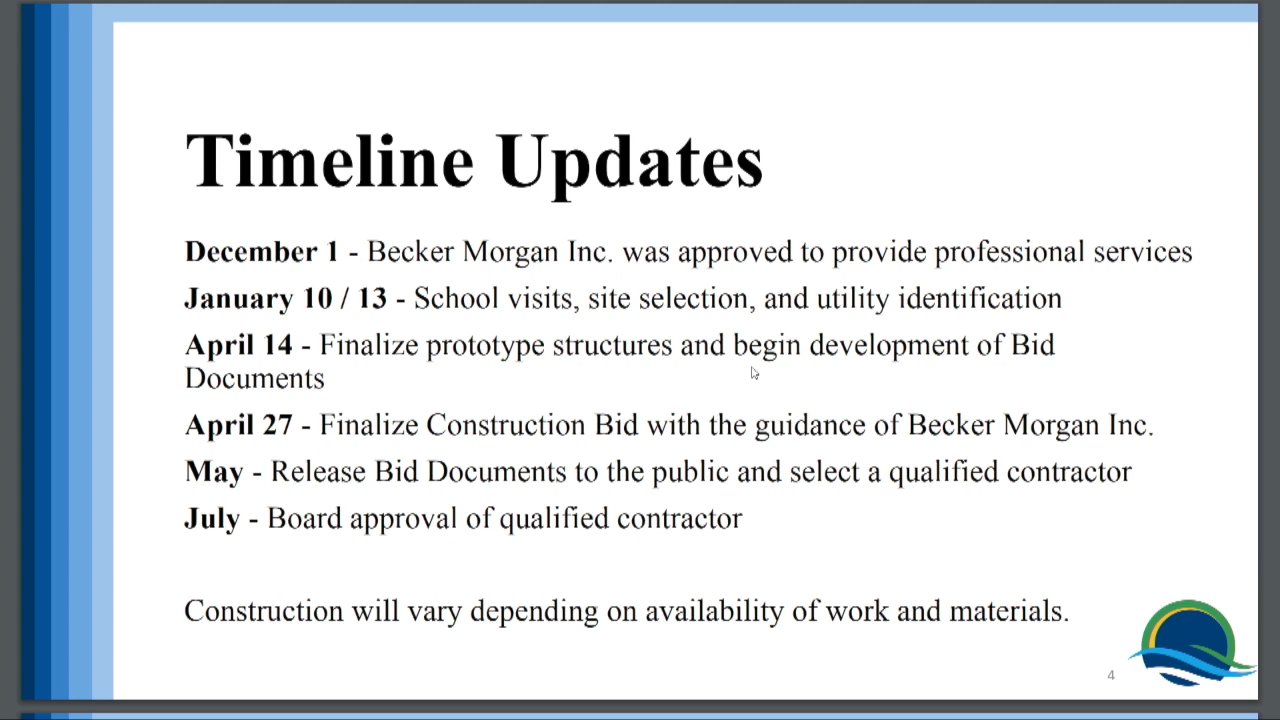 Timeline Updates
December 1 - Becker Morgan Inc. was approved to provide professional services
January 10 / 13 - School visits, site selection, and utility identification
April 14 - Finalize prototype structures and begin development of Bid
Documents
April 27 - Finalize Construction Bid with the guidance of Becker Morgan Inc.
May - Release Bid Documents to the public and select a qualified contractor
July - Board approval of qualified contractor
Construction will vary depending on availability of work and materials.
4